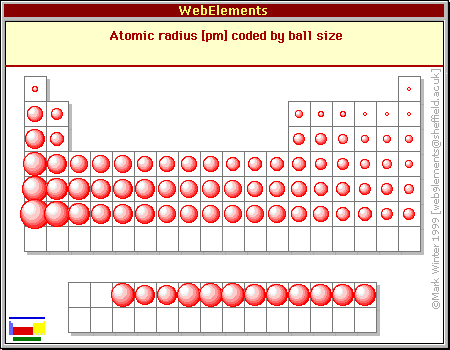 WebElements
Atomic radius [pm] coded by ball size
©Mark Winter 1999 [webelements@sheffield.ac.uk]